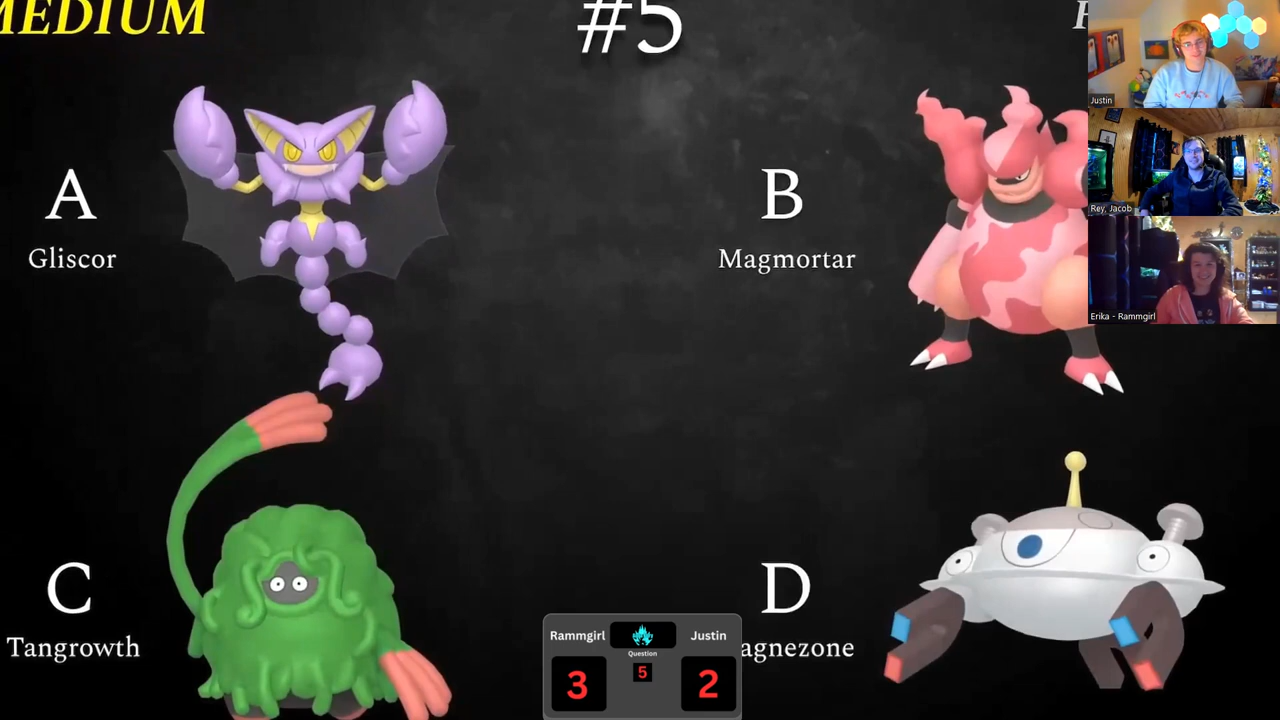 MEDIUM
#5
A
Gliscor
B
Magmortar
Justin
Rey, Jacob
Erika - Rammgirl
C
Tangrowth
D
agnezone
Rammgirl
Justin
Question
5
3
2